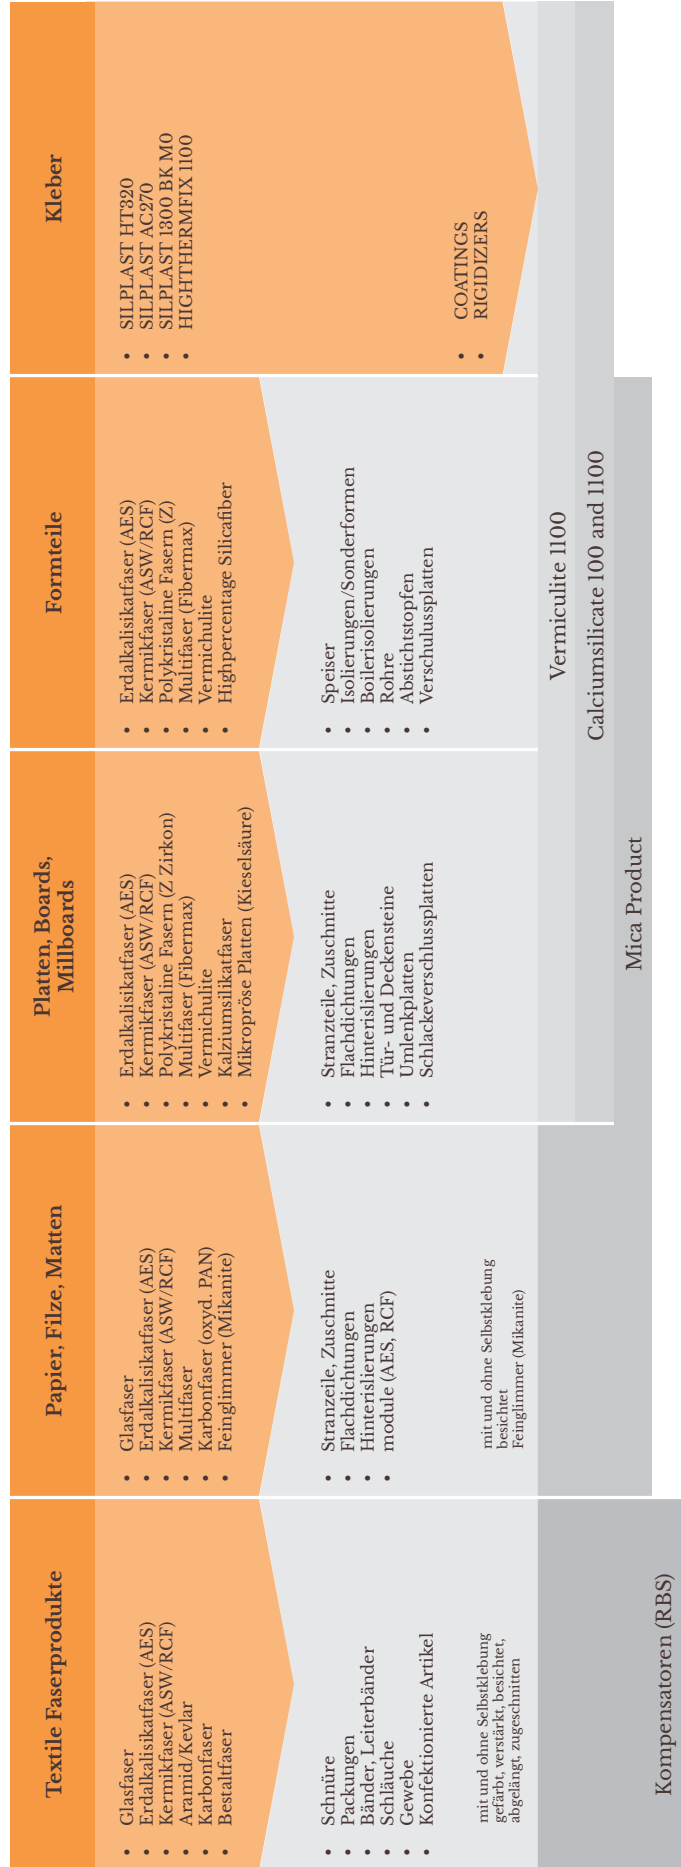 Textile Faserprodukte
• Glasfaser
• Erdalkalisikatfaser (AES)
• Kermikfaser (ASW/RCF)
• Aramid/Kevlar
• Karbonfaser
• Bestaltfaser
• Schnüre
• Packungen
• Bänder, Leiterbänder
• Schläuche
• Gewebe
• Konfektionierte Artikel
mit und ohne Selbstklebung
gefärbt, verstärkt, besichtet,
abgelängt, zugeschnitten
Kompensatoren (RBS)
Papier, Filze, Matten
• Glasfaser
• Erdalkalisikatfaser (AES)
• Kermikfaser (ASW/RCF)
• Multifaser
• Karbonfaser (oxyd. PAN)
• Feinglimmer (Mikanite)
• Stranzeile, Zuschnitte
• Flachdichtungen
• Hinterislierungen
• module (AES, RCF)
mit und ohne Selbstklebung
besichtet
Feinglimmer (Mikanite)
Platten, Boards,
Millboards
• Erdalkalisikatfaser (AES)
• Kermikfaser (ASW/RCF)
• Polykristaline Fasern (Z Zirkon)
• Multifaser (Fibermax)
• Vermichulite
• Kalziumsilikatfaser
• Mikropröse Platten (Kieselsäure)
• Stranzteile, Zuschnitte
• Flachdichtungen
• Hinterislierungen
• Tür- und Deckensteine
• Umlenkplatten
• Schlackeverschlussplatten
Formteile
• Erdalkalisikatfaser (AES)
• Kermikfaser (ASW/RCF)
• Polykristaline Fasern (Z)
• Multifaser (Fibermax)
• Vermichulite
• Highpercentage Silicafiber
• Speiser
• Isolierungen/Sonderformen
• Boilerisolierungen
• Rohre
• Abstichtstopfen
• Verschulussplatten
Kleber
• SILPLAST HT320
• SILPLAST AC270
• SILPLAST 1300 BK M0
• HIGHTHERMFIX 1100
• COATINGS
• RIGIDIZERS
Vermiculite 1100
Calciumsilicate 100 and 1100
Mica Product